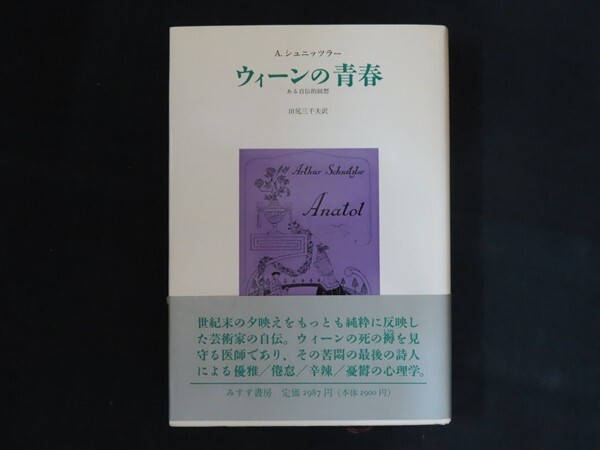 A. シュニッツラー
ウィーンの青春
ある自伝的回想
田尻三千夫訳
Arthur Schnitzler
Anatol
世紀末の夕映えをもっとも純粋に反映し
た芸術家の自伝。ウィーンの死の褥を見
守る医師であり、その苦悶の最後の詩人
による優雅／倦怠／辛辣／憂鬱の心理学。
みすず書房 定価2987円（本体2900円）